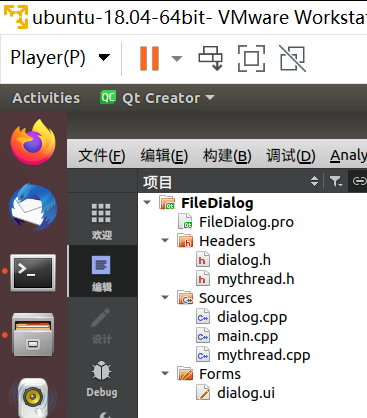 ubuntu-18.04-64bit- VMware Worksta
Player(P)
Activities Qt Creator
文件(F) 编辑(E) 构建(B) 调试(D) Analy
项目
FileDialog
FileDialog.pro
Headers
dialog.h
mythread.h
Sources
dialog.cpp
main.cpp
mythread.cpp
Forms
dialog.ui
欢迎
编辑
设计
Debug